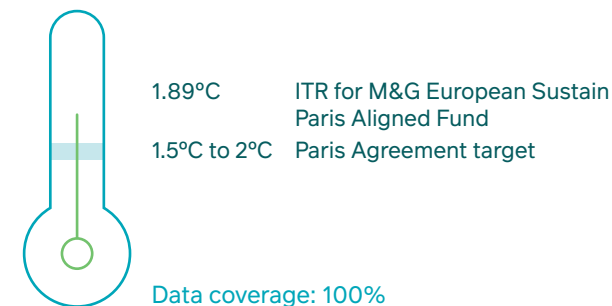 1.89°C ITR for M&G European Sustain
Paris Aligned Fund
1.5°C to 2°C Paris Agreement target
Data coverage: 100%